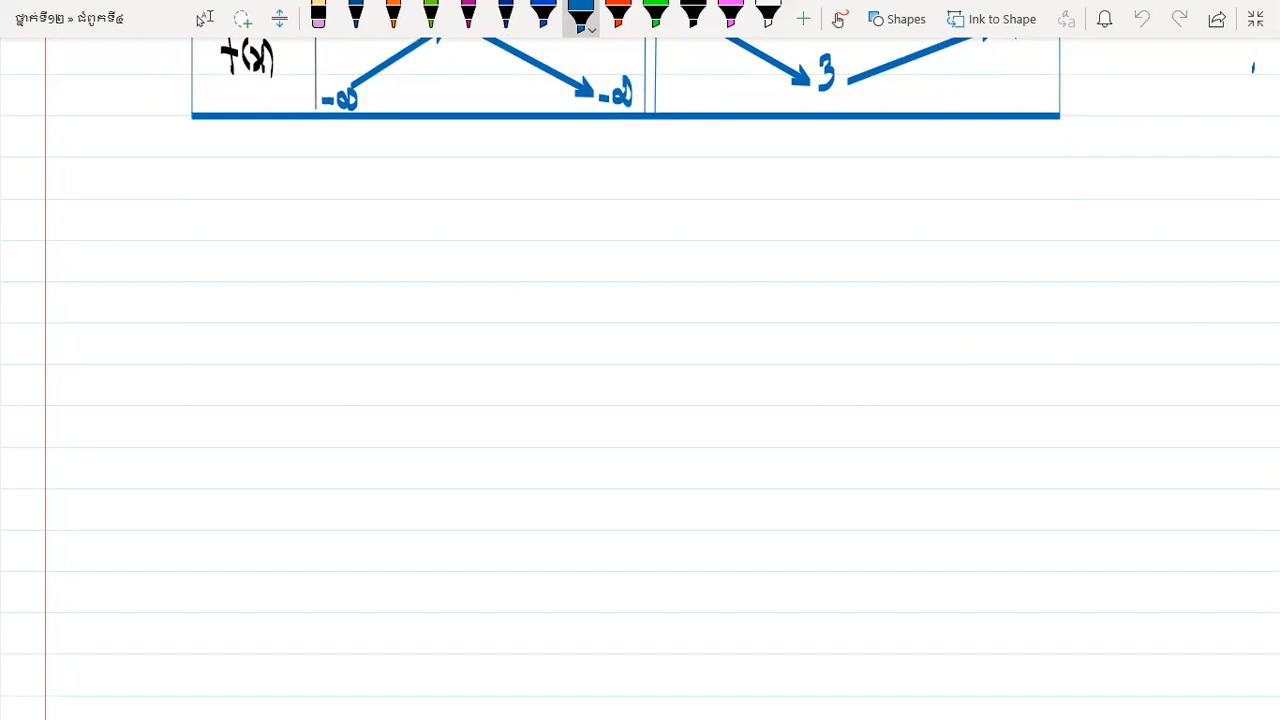 ថ្នាក់ទី១២ » ជំពូកទី៤
Shapes
Ink to Shape
f(x)
-∞
-∞
3